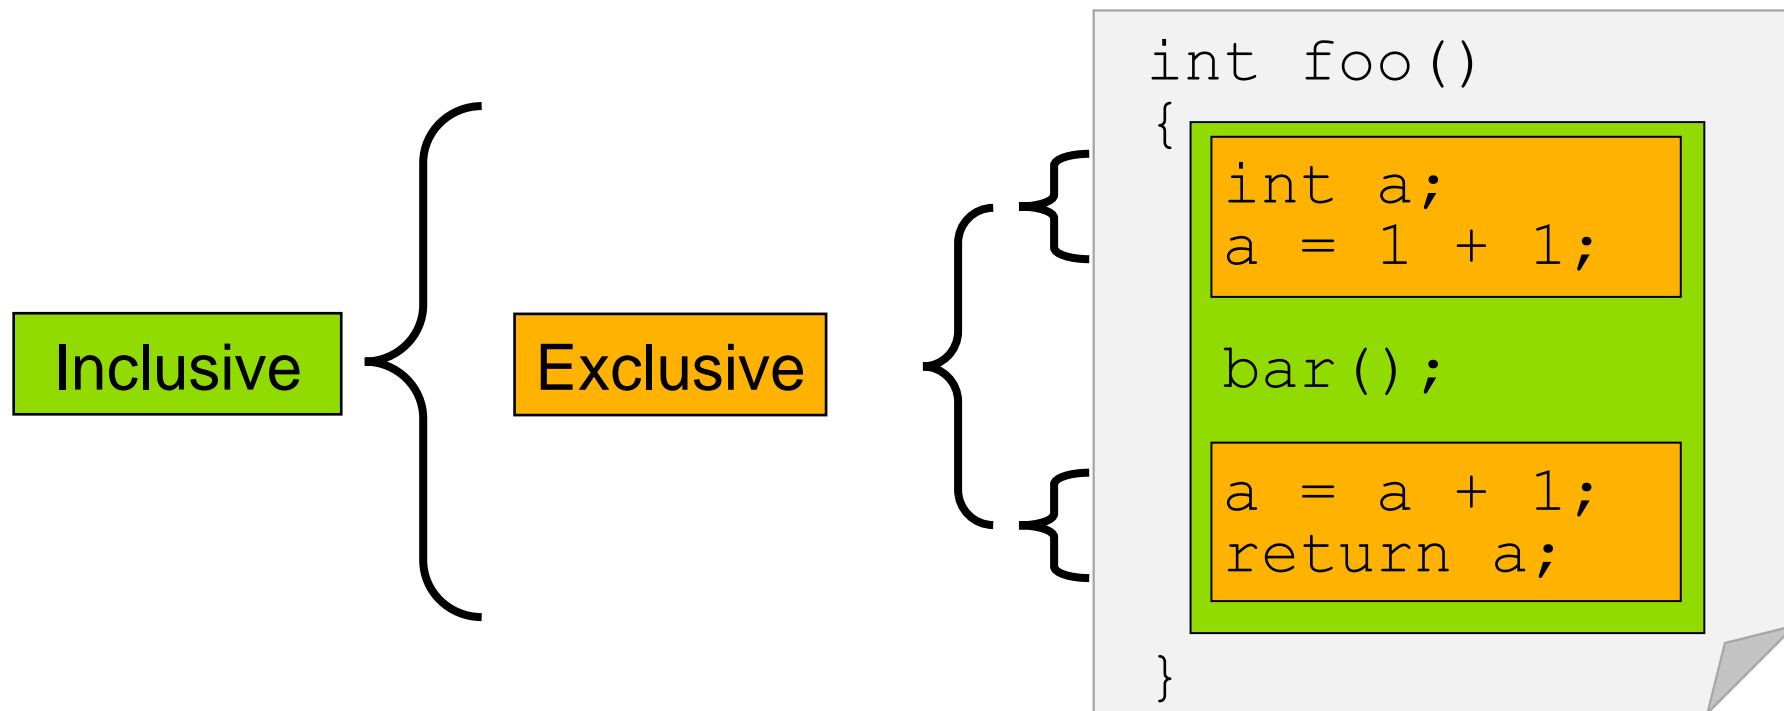 Inclusive
Exclusive
int foo()
{
int a;
a = 1 + 1;
bar();
a = a + 1;
return a;
}